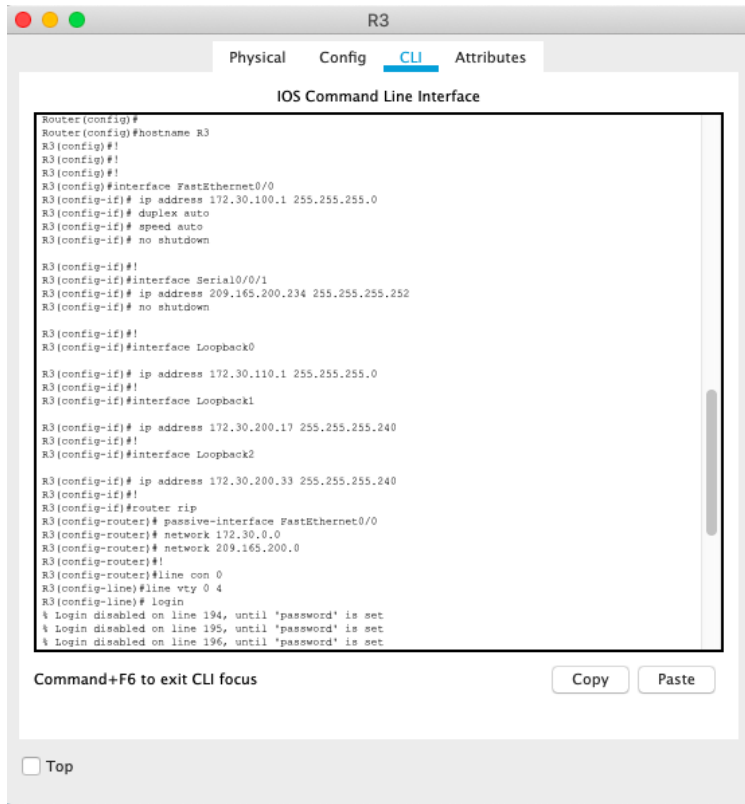 R3
Physical Config CLI Attributes
IOS Command Line Interface
Router(config)#
Router(config)#hostname R3
R3(config)#!
R3(config)#!
R3(config)#!
R3(config)#interface FastEthernet0/0
R3(config-if)# ip address 172.30.100.1 255.255.255.0
R3(config-if)# duplex auto
R3(config-if)# speed auto
R3(config-if)# no shutdown
R3(config-if)#!
R3(config-if)#interface Serial0/0/1
R3(config-if)# ip address 209.165.200.234 255.255.255.252
R3(config-if)# no shutdown
R3(config-if)#!
R3(config-if)#interface Loopback0
R3(config-if)# ip address 172.30.110.1 255.255.255.0
R3(config-if)#!
R3(config-if)#interface Loopback1
R3(config-if)# ip address 172.30.200.17 255.255.255.240
R3(config-if)#!
R3(config-if)#interface Loopback2
R3(config-if)# ip address 172.30.200.33 255.255.255.240
R3(config-if)#!
R3(config-if)#router rip
R3(config-router)# passive-interface FastEthernet0/0
R3(config-router)# network 172.30.0.0
R3(config-router)# network 209.165.200.0
R3(config-router)#!
R3(config-router)#line con 0
R3(config-line)#line vty 0 4
R3(config-line)# login
% Login disabled on line 194, until 'password' is set
% Login disabled on line 195, until 'password' is set
% Login disabled on line 196, until 'password' is set
Command+F6 to exit CLI focus
Copy Paste
Top